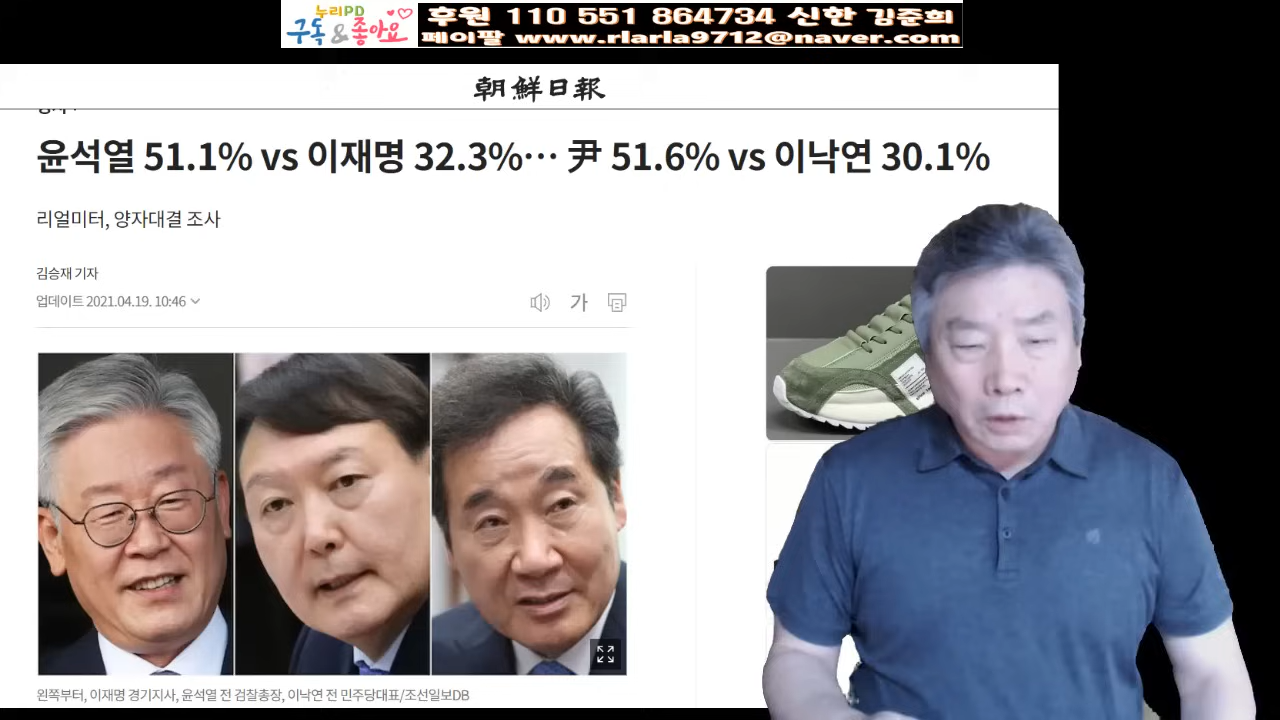 누리PD
구독 & 좋아요
후원 110 551 864734 신한 김준희
페이팔 www.rlarla9712@naver.com
朝鮮日報
윤석열 51.1% vs 이재명 32.3%… 尹 51.6% vs 이낙연 30.1%
리얼미터, 양자대결 조사
김승재 기자
업데이트 2021.04.19. 10:46
가
왼쪽부터, 이재명 경기지사, 윤석열 전 검찰총장, 이낙연 전 민주당대표/조선일보DB